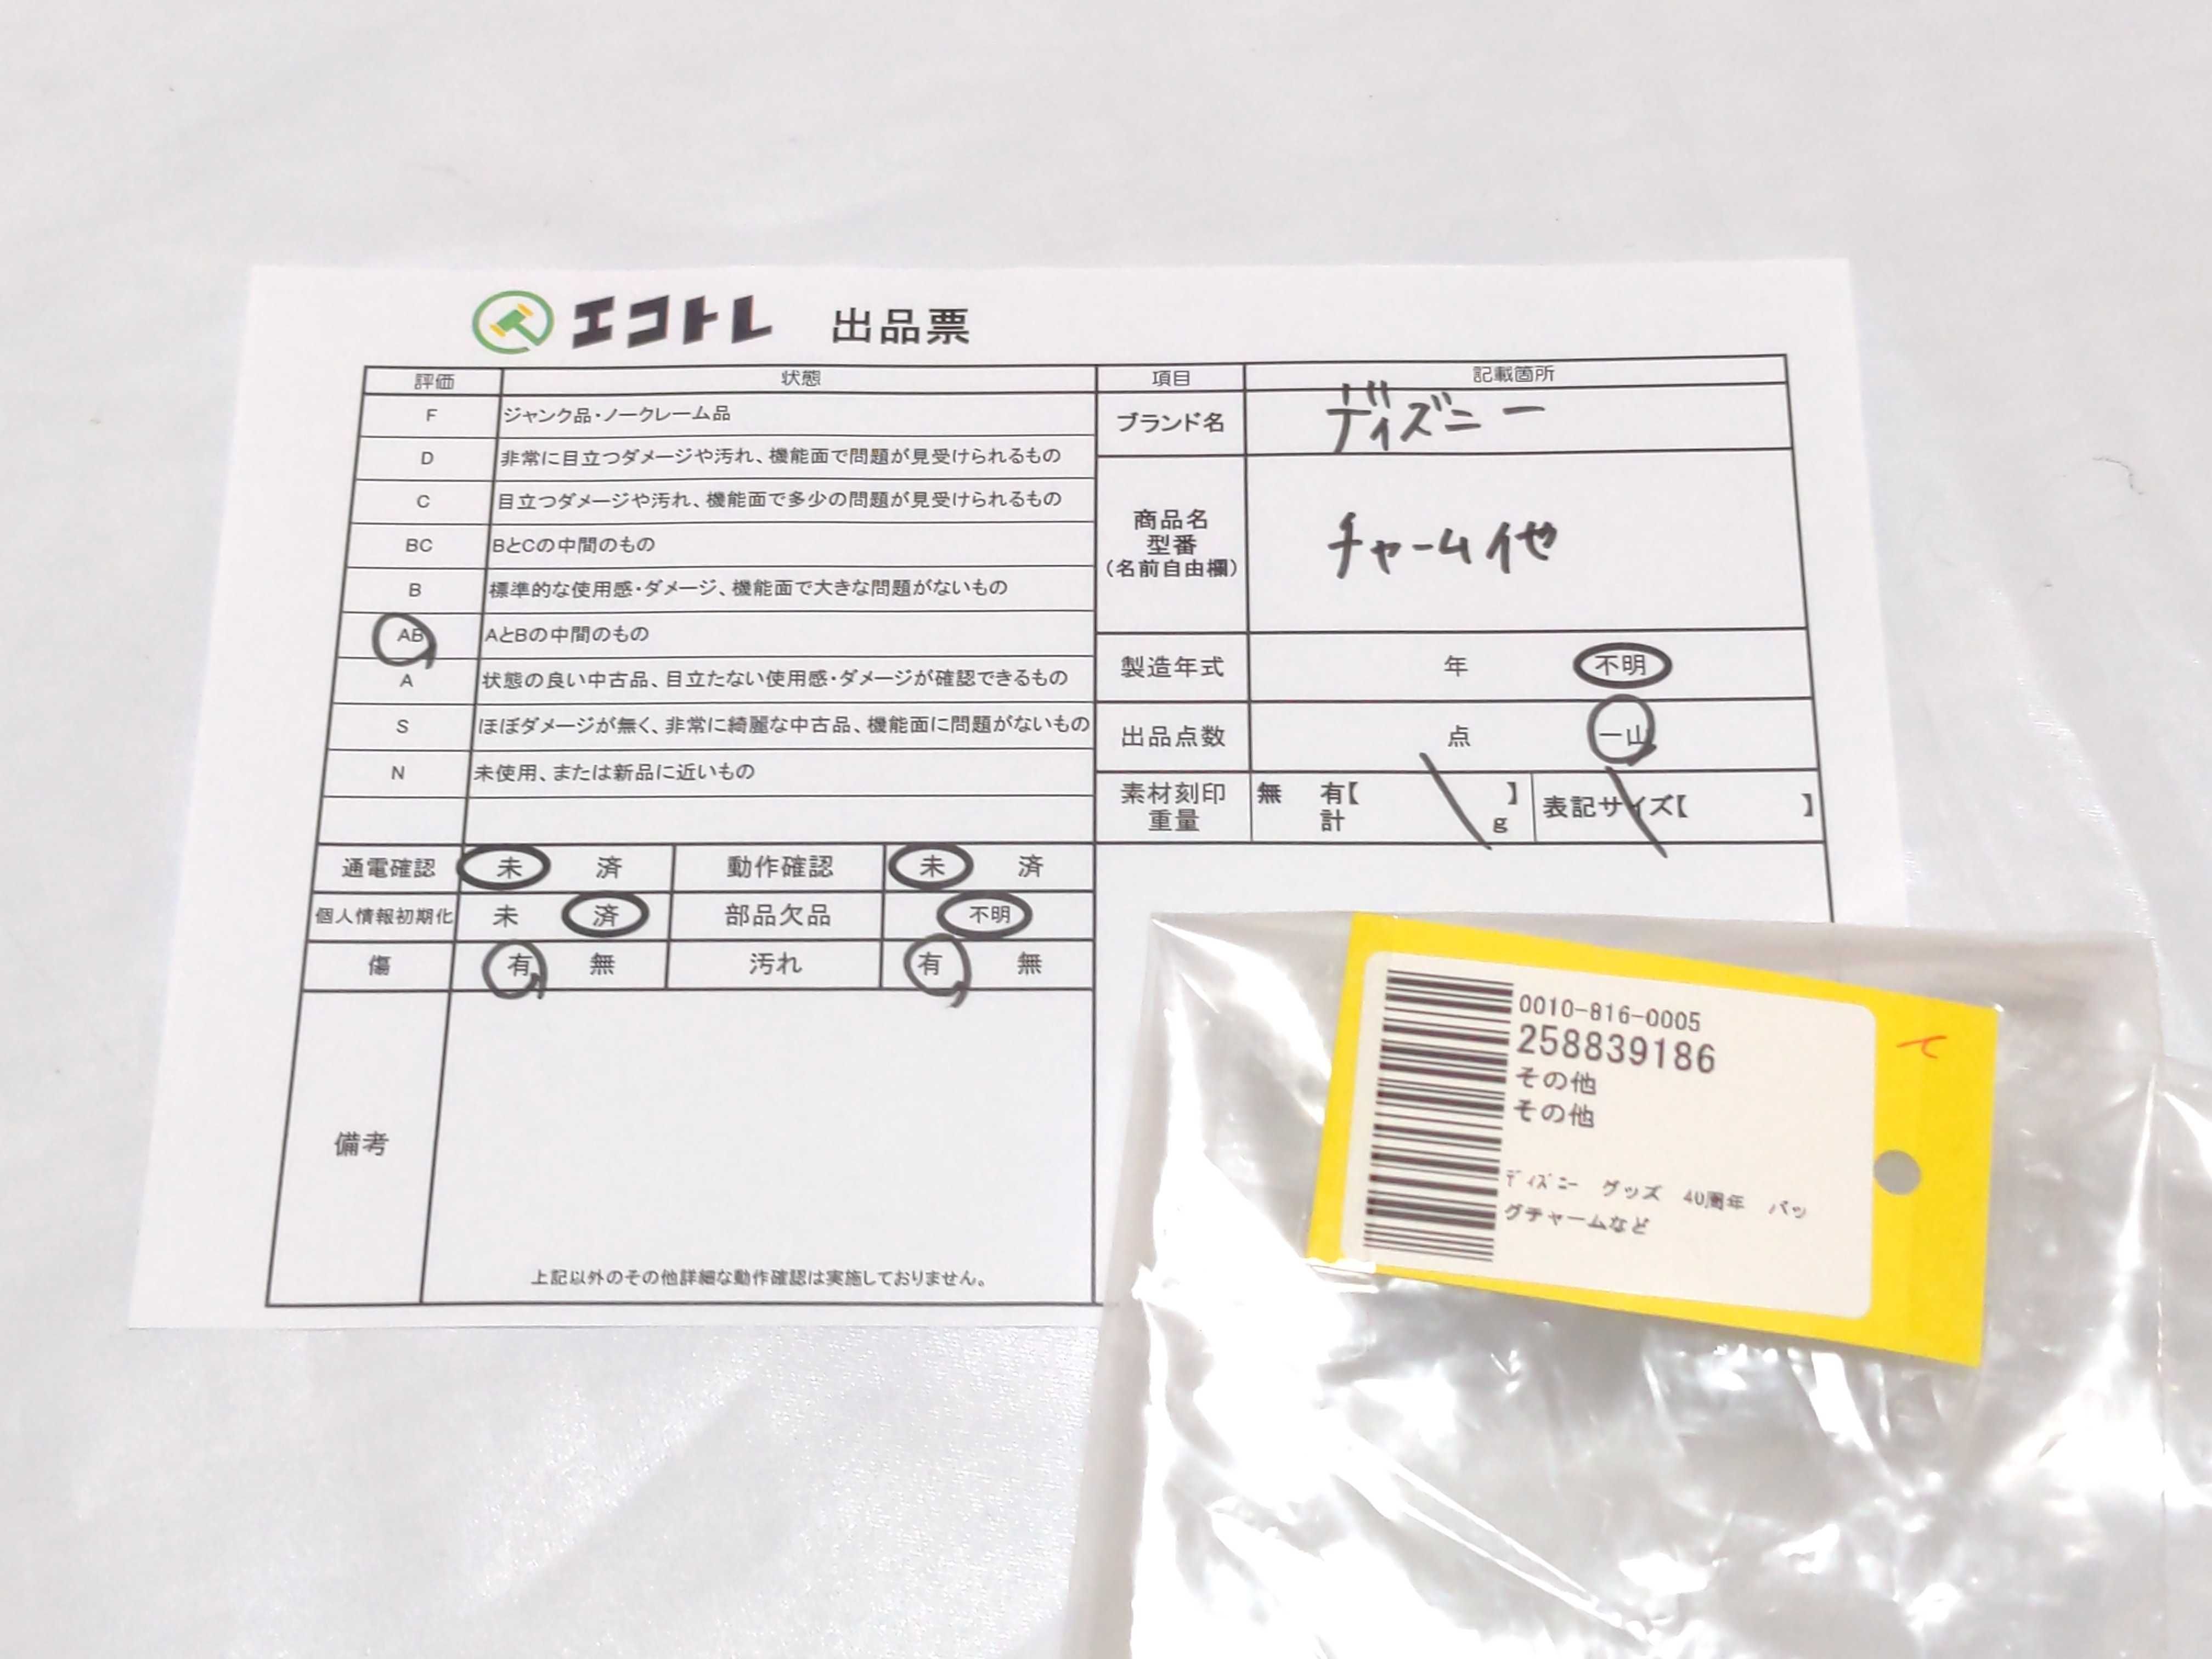 エコトレ 出品票
評価 状態 項目 記載箇所
F ジャンク品・ノークレーム品
D 非常に目立つダメージや汚れ、機能面で問題が見受けられるもの
C 目立つダメージや汚れ、機能面で多少の問題が見受けられるもの
BC BとCの中間のもの
B 標準的な使用感・ダメージ、機能面で大きな問題がないもの
AB AとBの中間のもの
A 状態の良い中古品、目立たない使用感・ダメージが確認できるもの
S ほぼダメージが無く、非常に綺麗な中古品、機能面に問題がないもの
N 未使用、または新品に近いもの
ブランド名 ディズニー
商品名
型番
(名前自由欄)
チャーム他
製造年式 年 不明
出品点数 点 一山
素材刻印 無 有【 】 表記サイズ【 】
重量 計 g
通電確認 未 済 動作確認 未 済
個人情報初期化 未 済 部品欠品 不明
傷 有 無 汚れ 有 無
備考
上記以外のその他詳細な動作確認は実施しておりません。
0010-816-0005
258839186
その他
その他
ﾃﾞｨｽﾞﾆｰ グッズ 40周年 バッ
グチャームなど